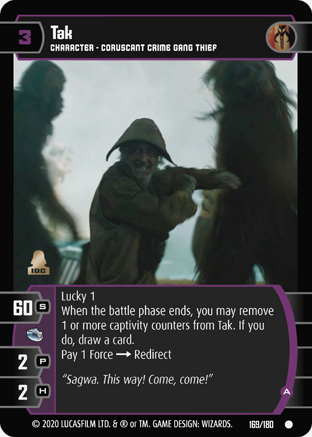 3
Tak
CHARACTER - CORUSCANT CRIME GANG THIEF
IDC
60 S
Lucky 1
When the battle phase ends, you may remove
1 or more captivity counters from Tak. If you
do, draw a card.
2 P
Pay 1 Force → Redirect
2 H
"Sagwa. This way! Come, come!"
A
© 2020 LUCASFILM LTD. & ® or TM. GAME DESIGN: WIZARDS. 169/180